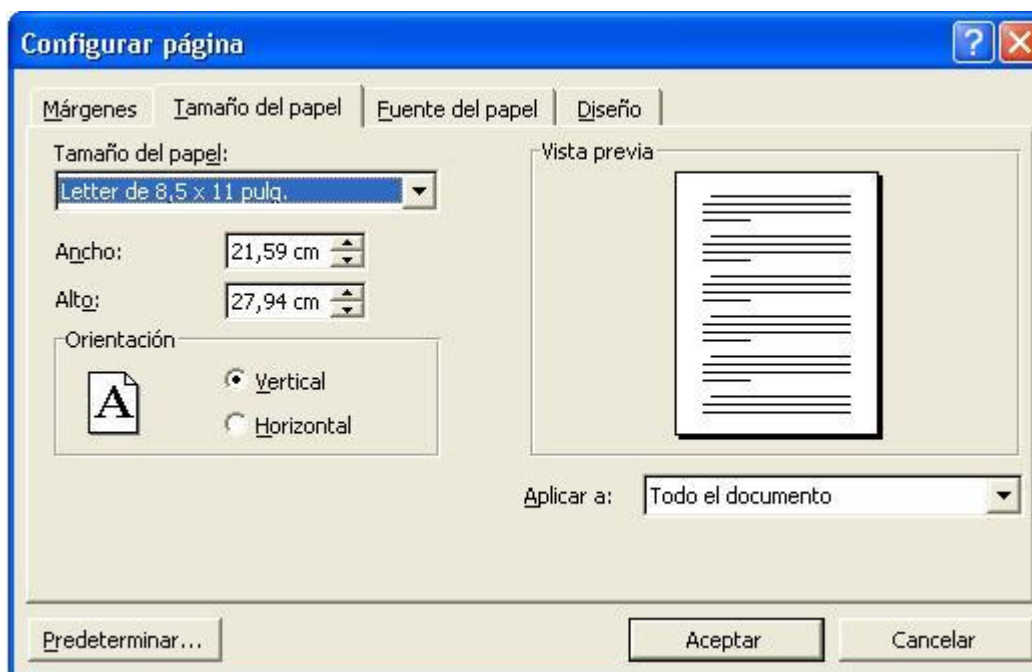 Configurar página
?
Márgenes Tamaño del papel Fuente del papel Diseño
Tamaño del papel:
Letter de 8,5 x 11 pulg.
Ancho: 21,59 cm
Alto: 27,94 cm
Orientación
A
Vertical
Horizontal
Vista previa
Aplicar a: Todo el documento
Predeterminar... Aceptar Cancelar